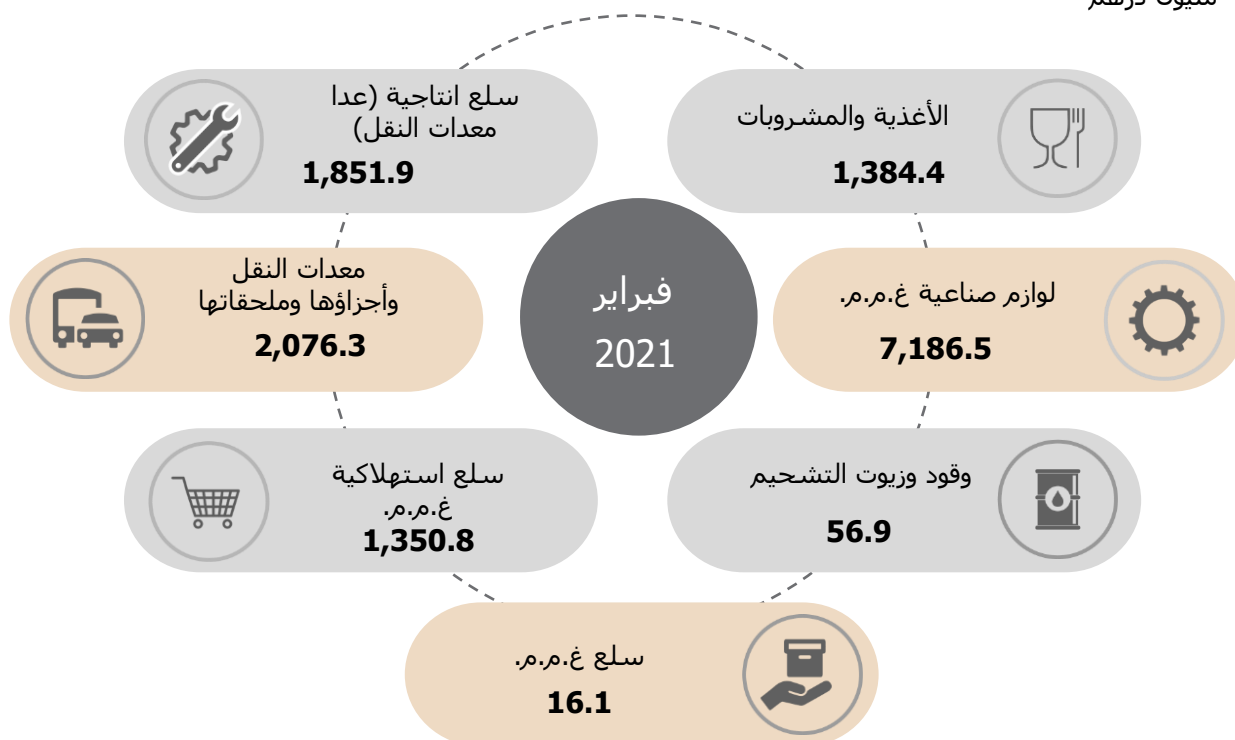 مليون درهم
الأغذية والمشروبات
1,384.4
سلع انتاجية (عدا
معدات النقل)
1,851.9
لوازم صناعية غ.م.م.
7,186.5
فبراير
2021
معدات النقل
وأجزاؤها وملحقاتها
2,076.3
وقود وزيوت التشحيم
56.9
سلع استهلاكية
غ.م.م.
1,350.8
سلع غ.م.م.
16.1